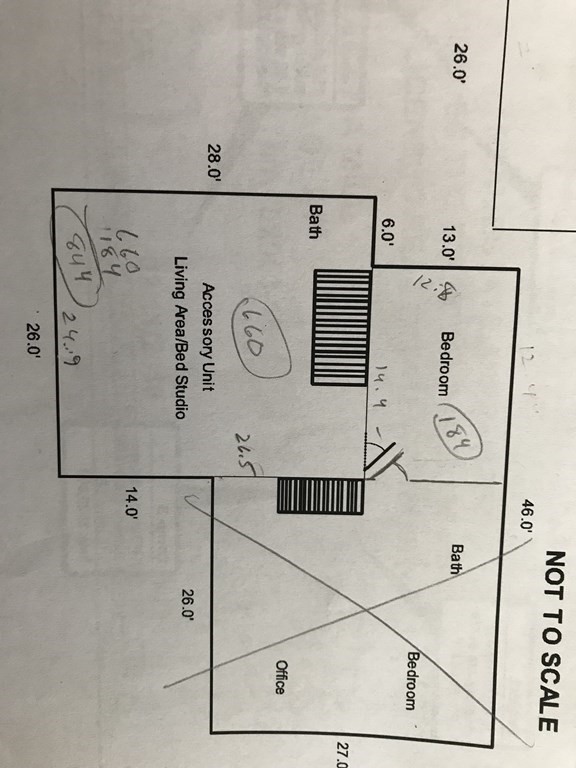 NOT TO SCALE
46.0'
26.0'
13.0'
12.8
Bedroom
184
Bath
Bedroom
27.0
6.0'
14.4
Bath
660
26.5
Office
28.0'
Accessory Unit
Living Area/Bed Studio
26.0'
14.0'
660
184
844
24.9
26.0'